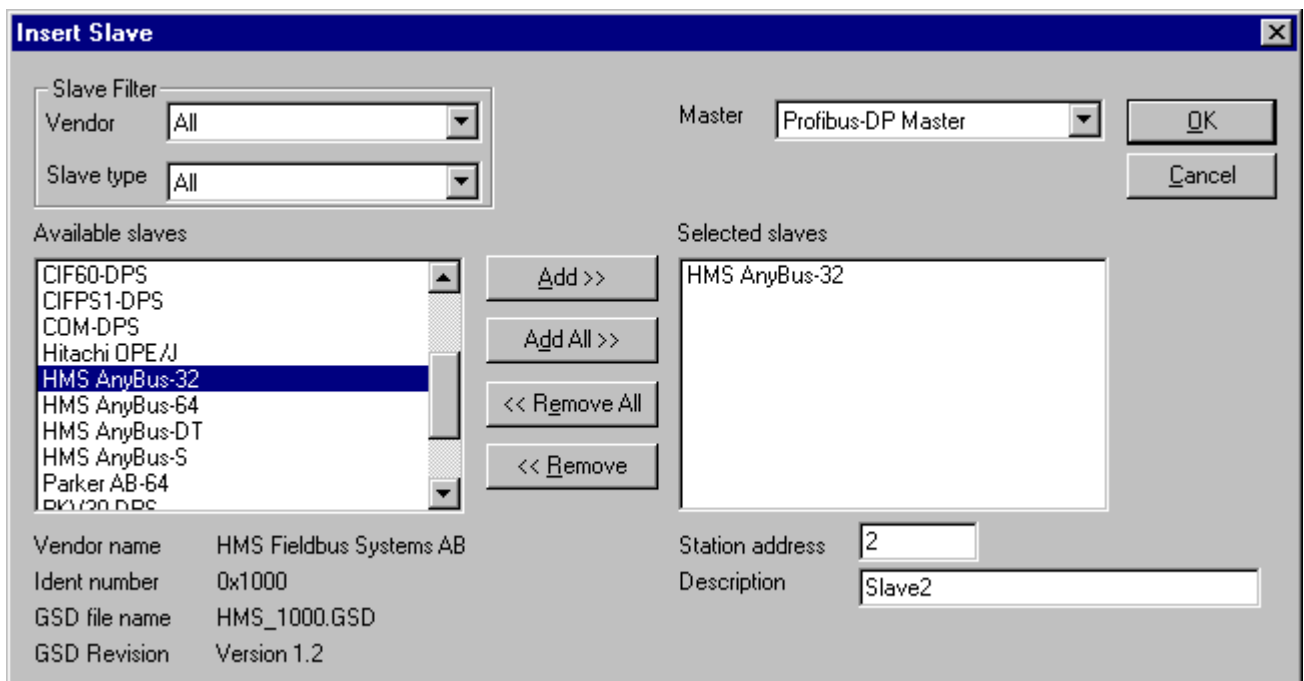 Insert Slave
Slave Filter
Vendor All
Slave type All
Master Profibus-DP Master
OK
Cancel
Available slaves
CIF60-DPS
CIFPS1-DPS
COM-DPS
Hitachi OPE/J
HMS AnyBus-32
HMS AnyBus-64
HMS AnyBus-DT
HMS AnyBus-S
Parker AB-64
Add >>
Add All >>
<< Remove All
<< Remove
Selected slaves
HMS AnyBus-32
Vendor name HMS Fieldbus Systems AB
Ident number 0x1000
GSD file name HMS_1000.GSD
GSD Revision Version 1.2
Station address 2
Description Slave2